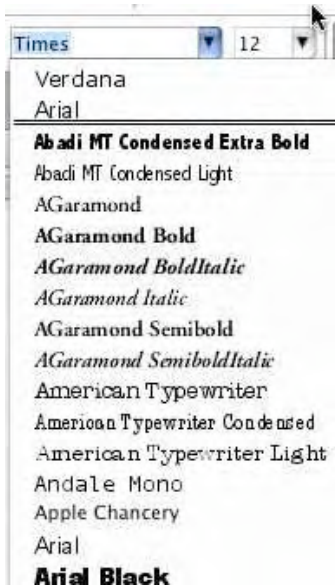 Times 12
Verdana
Arial
Abadi MT Condensed Extra Bold
Abadi MT Condensed Light
AGaramond
AGaramond Bold
AGaramond BoldItalic
AGaramond Italic
AGaramond Semibold
AGaramond SemiboldItalic
American Typewriter
American Typewriter Condensed
American Typewriter Light
Andale Mono
Apple Chancery
Arial
Arial Black